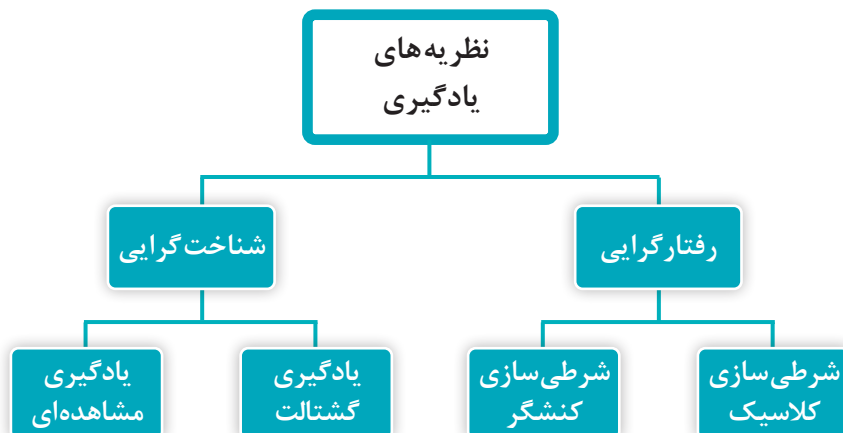 نظریه‌های
یادگیری
رفتارگرایی
شناخت‌گرایی
شرطی‌سازی
کلاسیک
شرطی‌سازی
کنشگر
یادگیری
گشتالت
یادگیری
مشاهده‌ای